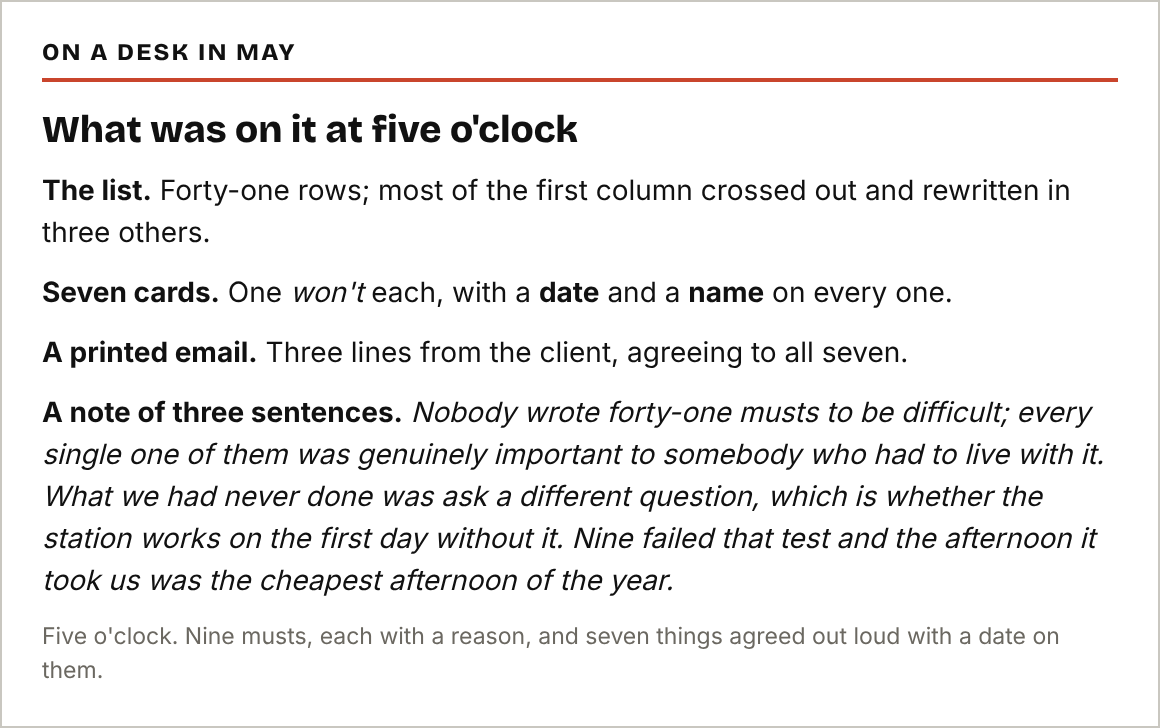 ON A DESK IN MAY
What was on it at five o'clock
The list. Forty-one rows; most of the first column crossed out and rewritten in
three others.
Seven cards. One won't each, with a date and a name on every one.
A printed email. Three lines from the client, agreeing to all seven.
A note of three sentences. Nobody wrote forty-one musts to be difficult; every
single one of them was genuinely important to somebody who had to live with it.
What we had never done was ask a different question, which is whether the
station works on the first day without it. Nine failed that test and the afternoon it
took us was the cheapest afternoon of the year.
Five o'clock. Nine musts, each with a reason, and seven things agreed out loud with a date on
them.